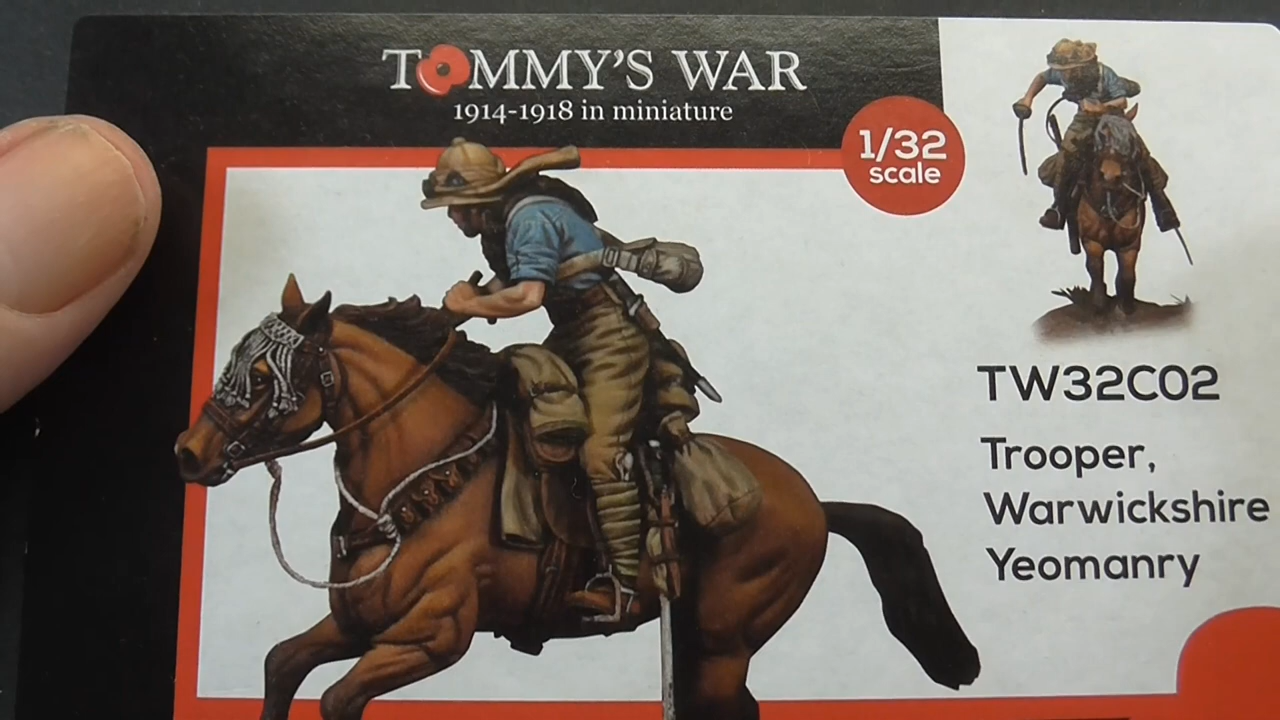 TOMMY'S WAR
1914-1918 in miniature
1/32
scale
TW32C02
Trooper,
Warwickshire
Yeomanry